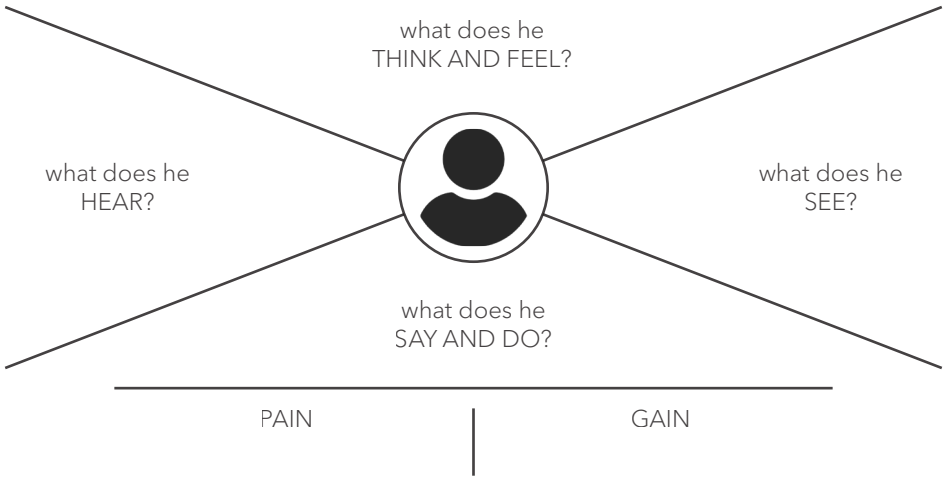 what does he
THINK AND FEEL?
what does he
HEAR?
what does he
SEE?
what does he
SAY AND DO?
PAIN
GAIN